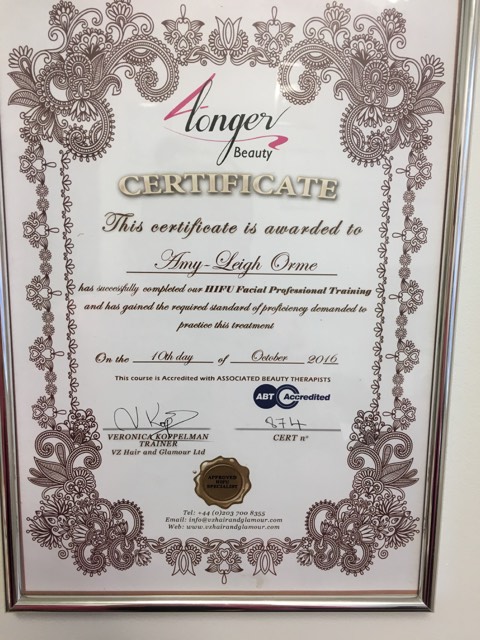 4longer
Beauty
CERTIFICATE
This certificate is awarded to
Amy-Leigh Orme
has successfully completed our HIFU Facial Professional Training
and has gained the required standard of proficiency demanded to
practice this treatment
On the 10th day of October 2016
This course is Accredited with ASSOCIATED BEAUTY THERAPISTS
ABT Accredited
874
VERONICA KOPPELMAN
TRAINER
VZ Hair and Glamour Ltd
CERT nº
APPROVED
HIFU
SPECIALIST
Tel: +44 (0)203 700 8355
Email: info@vzhairandglamour.com
Web: www.vzhairandglamour.com